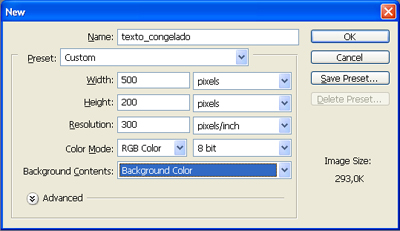 New
Name: texto_congelado
OK
Preset: Custom
Cancel
Width: 500 pixels
Save Preset...
Height: 200 pixels
Delete Preset...
Resolution: 300 pixels/inch
Color Mode: RGB Color 8 bit
Background Contents: Background Color
Image Size:
293,0K
Advanced